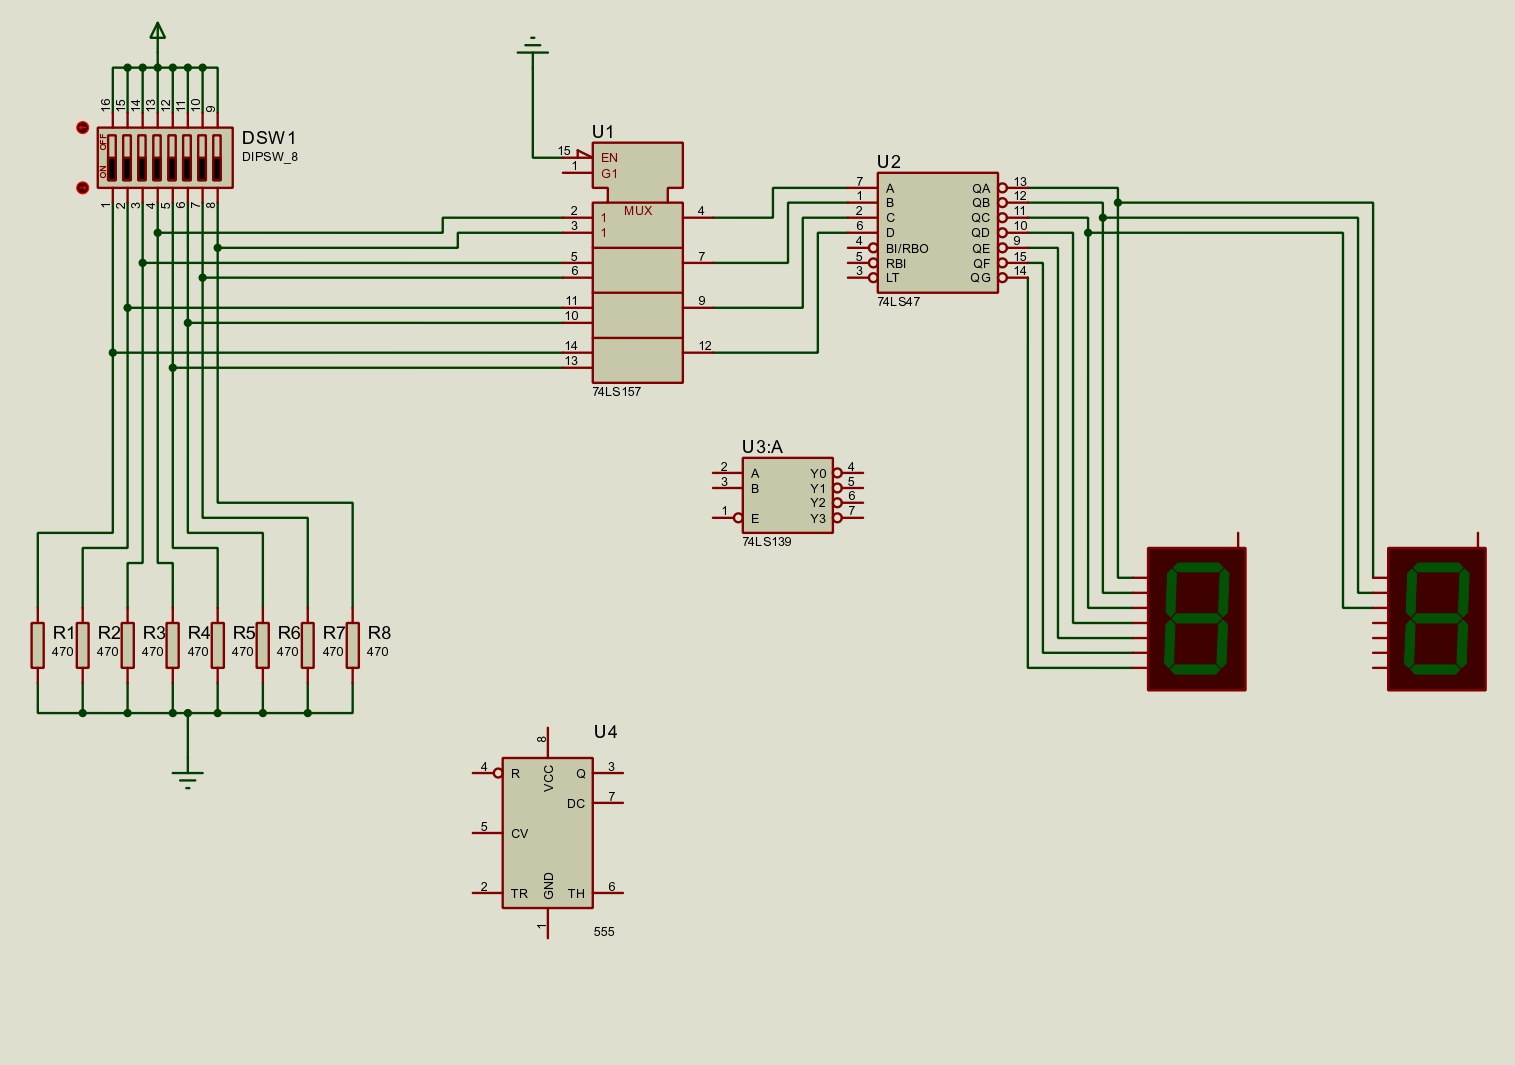 16 15 14 13 12 11 10 9
OFF
ON
DSW1
DIPSW_8
1 2 3 4 5 6 7 8
U1
15 EN
1 G1
MUX
2 1 4
3 1
5 7
6
11 9
10
14 12
13
74LS157
U2
7 A QA 13
1 B QB 12
2 C QC 11
6 D QD 10
4 BI/RBO QE 9
5 RBI QF 15
3 LT QG 14
74LS47
U3:A
2 A Y0 4
3 B Y1 5
Y2 6
1 E Y3 7
74LS139
R1 R2 R3 R4 R5 R6 R7 R8
470 470 470 470 470 470 470 470
U4
8
VCC
4 R Q 3
DC 7
5 CV
2 TR TH 6
GND
1
555